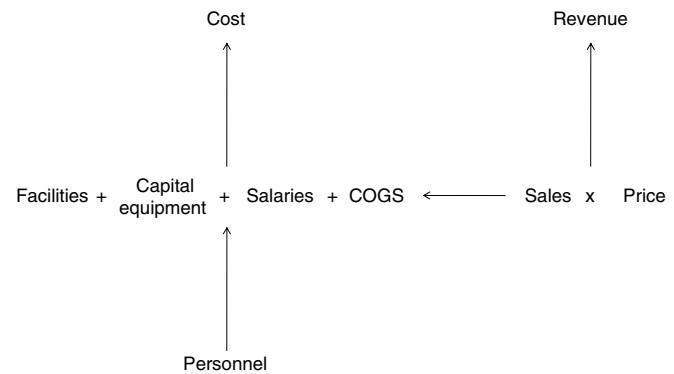 Cost Revenue
Facilities + Capital equipment + Salaries + COGS Sales x Price
Personnel